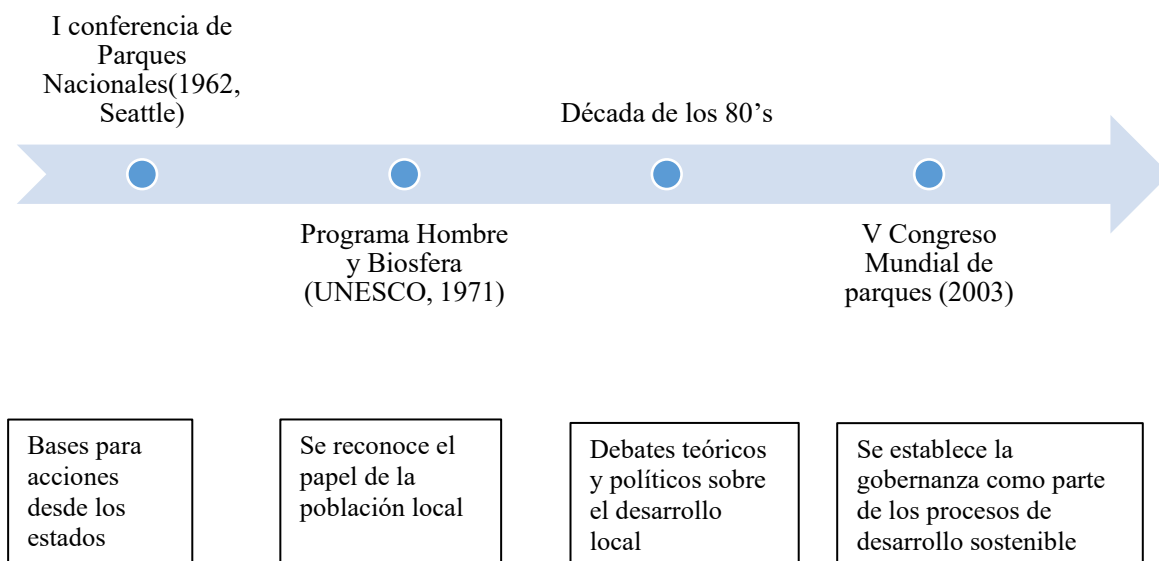 I conferencia de
Parques
Nacionales(1962,
Seattle)
Década de los 80’s
Programa Hombre
y Biosfera
(UNESCO, 1971)
V Congreso
Mundial de
parques (2003)
Bases para
acciones
desde los
estados
Se reconoce el
papel de la
población local
Debates teóricos
y políticos sobre
el desarrollo
local
Se establece la
gobernanza como parte
de los procesos de
desarrollo sostenible